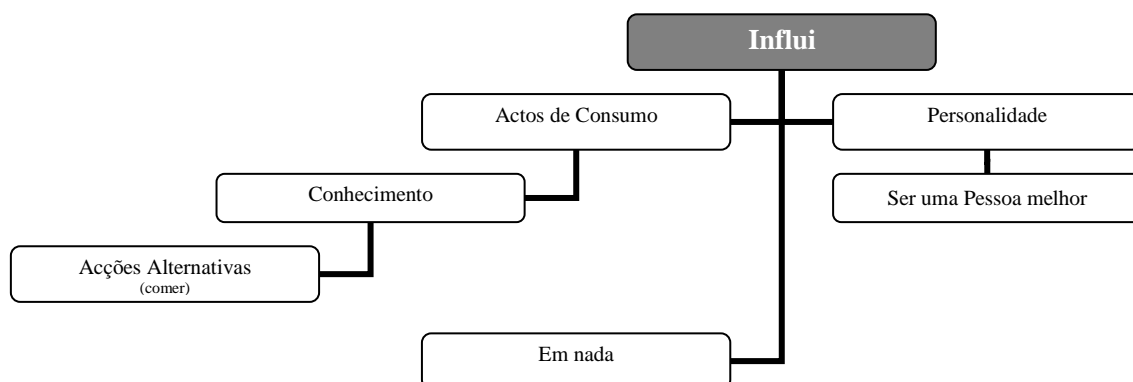 Influi
Actos de Consumo
Personalidade
Conhecimento
Ser uma Pessoa melhor
Acções Alternativas
(comer)
Em nada